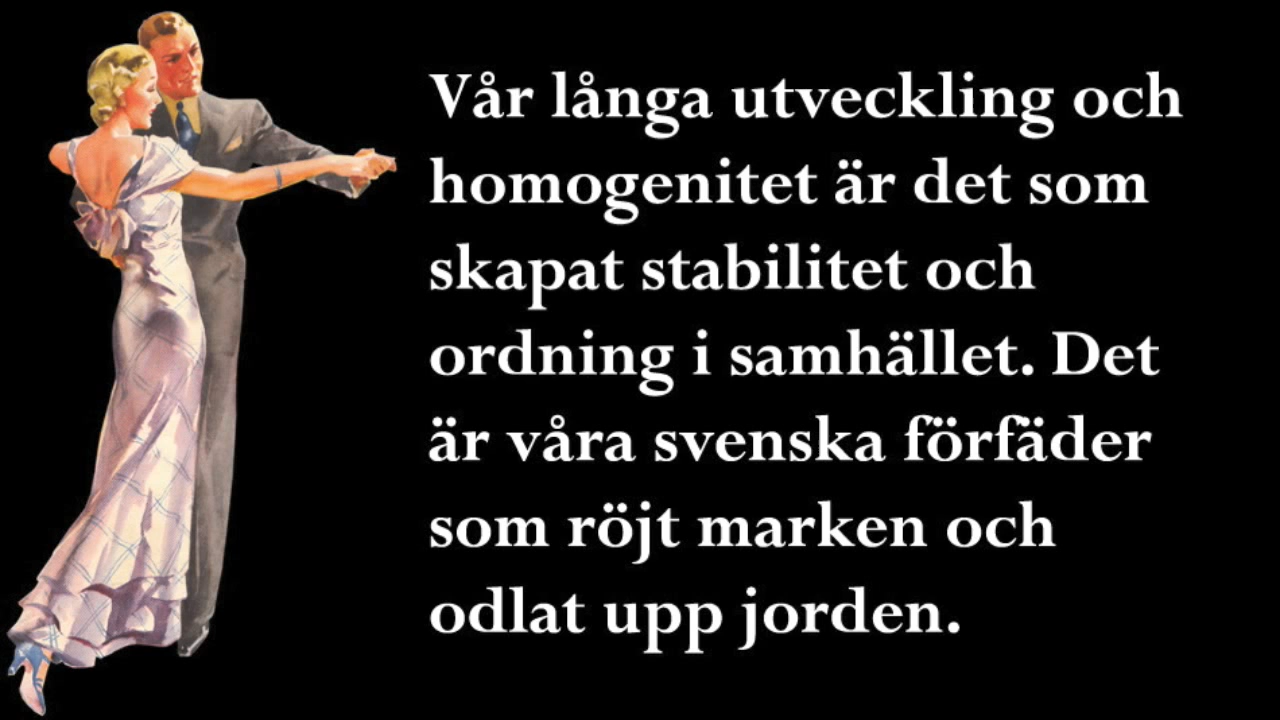 Vår långa utveckling och
homogenitet är det som
skapat stabilitet och
ordning i samhället. Det
är våra svenska förfäder
som röjt marken och
odlat upp jorden.